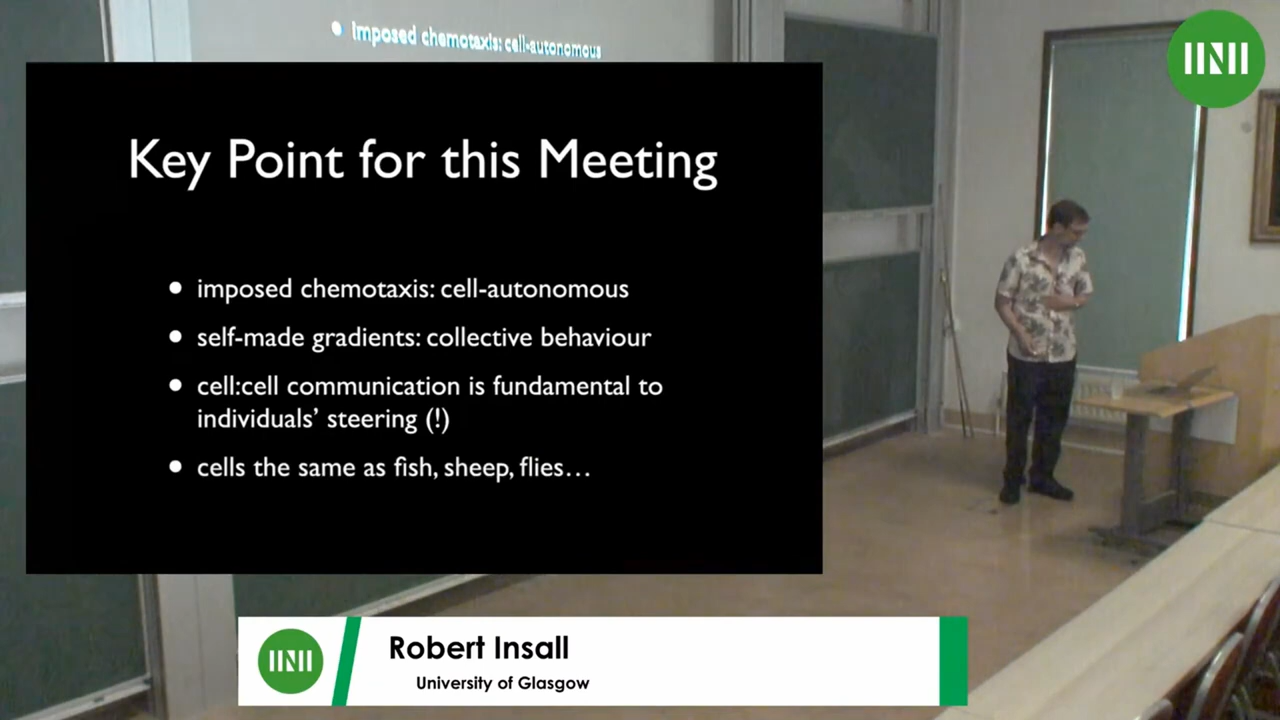 Imposed chemotaxis: cell-autonomous
Key Point for this Meeting
imposed chemotaxis: cell-autonomous
self-made gradients: collective behaviour
cell:cell communication is fundamental to
individuals’ steering (!)
cells the same as fish, sheep, flies…
Robert Insall
University of Glasgow